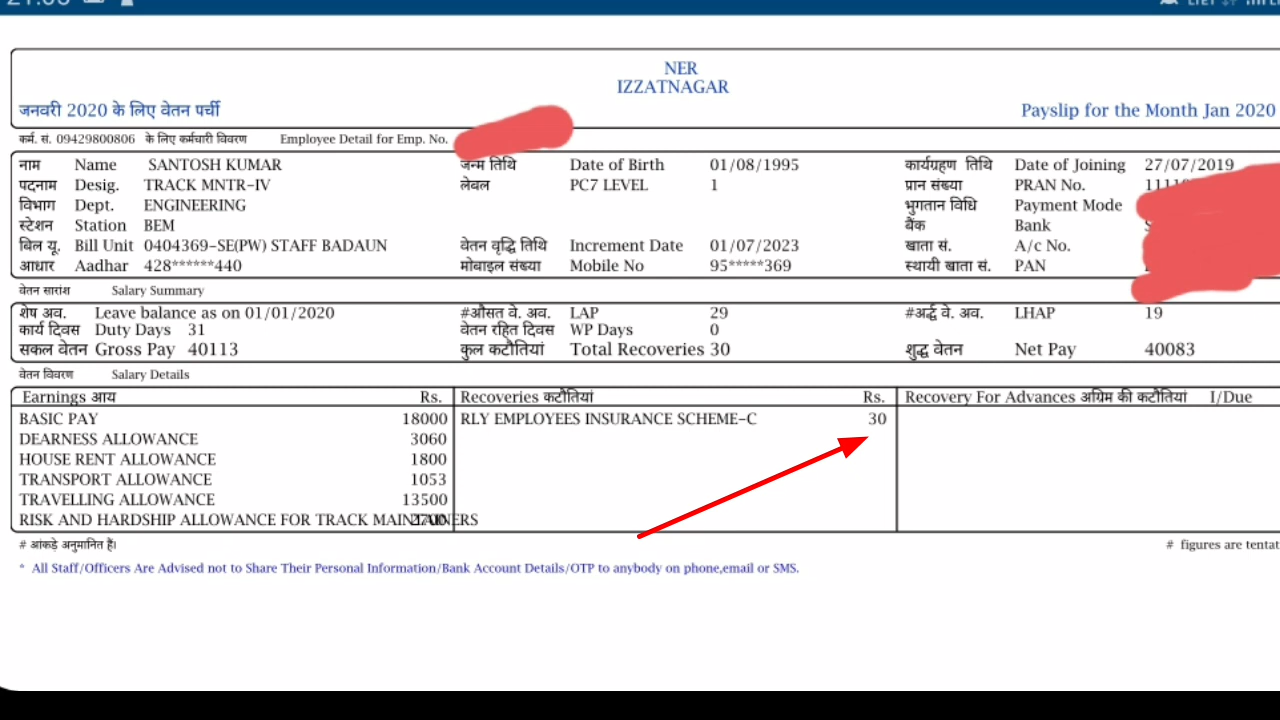 NER
IZZATNAGAR
जनवरी 2020 के लिए वेतन पर्ची Payslip for the Month Jan 2020
कर्म. सं. 09429800806 के लिए कर्मचारी विवरण Employee Detail for Emp. No.
नाम Name SANTOSH KUMAR जन्म तिथि Date of Birth 01/08/1995 कार्यग्रहण तिथि Date of Joining 27/07/2019
पदनाम Desig. TRACK MNTR-IV लेवल PC7 LEVEL 1 प्रान संख्या PRAN No.
विभाग Dept. ENGINEERING भुगतान विधि Payment Mode
स्टेशन Station BEM बैंक Bank
बिल यू. Bill Unit 0404369-SE(PW) STAFF BADAUN वेतन वृद्धि तिथि Increment Date 01/07/2023 खाता सं. A/c No.
आधार Aadhar 428******440 मोबाइल संख्या Mobile No 95*****369 स्थायी खाता सं. PAN
वेतन सारांश Salary Summary
शेष अव. Leave balance as on 01/01/2020 #औसत वे. अव. LAP 29 #अर्द्ध वे. अव. LHAP 19
कार्य दिवस Duty Days 31 वेतन रहित दिवस WP Days 0
सकल वेतन Gross Pay 40113 कुल कटौतियां Total Recoveries 30 शुद्ध वेतन Net Pay 40083
वेतन विवरण Salary Details
Earnings आय Rs. Recoveries कटौतियां Rs. Recovery For Advances अग्रिम की कटौतियां I/Due
BASIC PAY 18000 RLY EMPLOYEES INSURANCE SCHEME-C 30
DEARNESS ALLOWANCE 3060
HOUSE RENT ALLOWANCE 1800
TRANSPORT ALLOWANCE 1053
TRAVELLING ALLOWANCE 13500
RISK AND HARDSHIP ALLOWANCE FOR TRACK MAINTAINERS 2700
# आंकड़े अनुमानित हैं। # figures are tentat
* All Staff/Officers Are Advised not to Share Their Personal Information/Bank Account Details/OTP to anybody on phone,email or SMS.